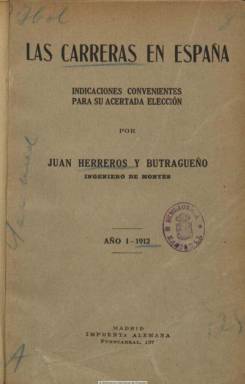 LAS CARRERAS EN ESPAÑA
INDICACIONES CONVENIENTES
PARA SU ACERTADA ELECCIÓN
POR
JUAN HERREROS Y BUTRAGUEÑO
INGENIERO DE MONTES
AÑO I-1912
MADRID
IMPRENTA ALEMANA
FUENCARRAL, 137